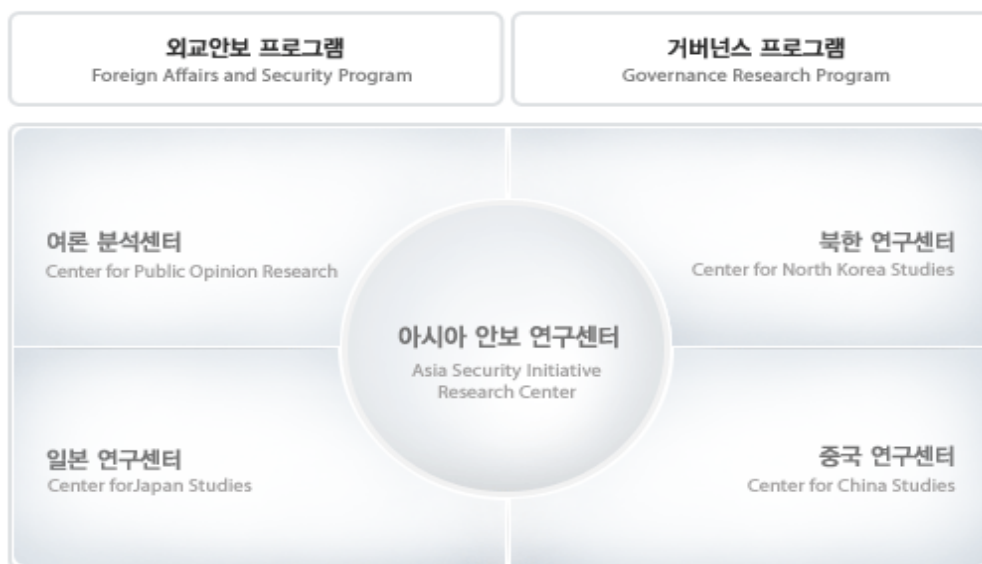 외교안보 프로그램
Foreign Affairs and Security Program
거버넌스 프로그램
Governance Research Program
여론 분석센터
Center for Public Opinion Research
북한 연구센터
Center for North Korea Studies
아시아 안보 연구센터
Asia Security Initiative
Research Center
일본 연구센터
Center forJapan Studies
중국 연구센터
Center for China Studies